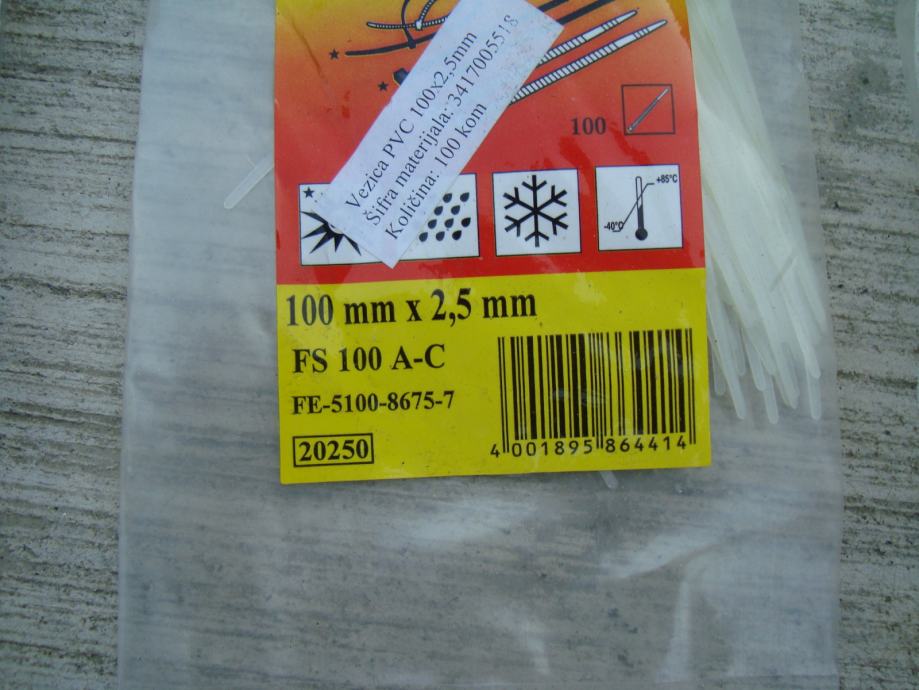 Vezica PVC 100x2,5mm
Šifra materijala: 3417005518
Količina: 100 kom
100
+85°C
-40°C
100 mm x 2,5 mm
FS 100 A-C
FE-5100-8675-7
20250
4 001895 864414